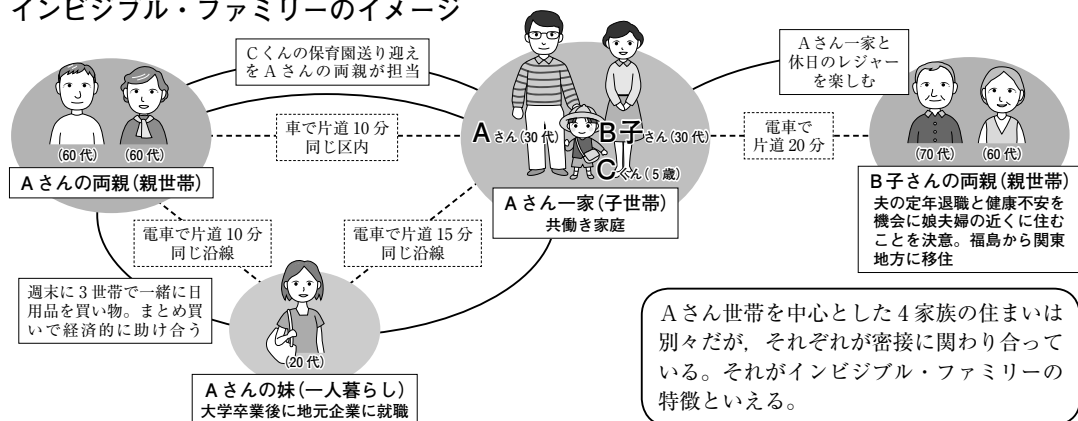 インビジブル・ファミリーのイメージ
Cくんの保育園送り迎え
をAさんの両親が担当
Aさん一家と
休日のレジャー
を楽しむ
(60代)
(60代)
車で片道10分
同じ区内
Aさん(30代)
B子さん(30代)
Cくん(5歳)
電車で
片道20分
(70代)
(60代)
Aさんの両親(親世帯)
Aさん一家(子世帯)
共働き家庭
B子さんの両親(親世帯)
夫の定年退職と健康不安を
機会に娘夫婦の近くに住む
ことを決意。福島から関東
地方に移住
電車で片道10分
同じ沿線
電車で片道15分
同じ沿線
週末に3世帯で一緒に日
用品を買い物。まとめ買
いで経済的に助け合う
(20代)
Aさんの妹(一人暮らし)
大学卒業後に地元企業に就職
Aさん世帯を中心とした4家族の住まいは
別々だが，それぞれが密接に関わり合って
いる。それがインビジブル・ファミリーの
特徴といえる。